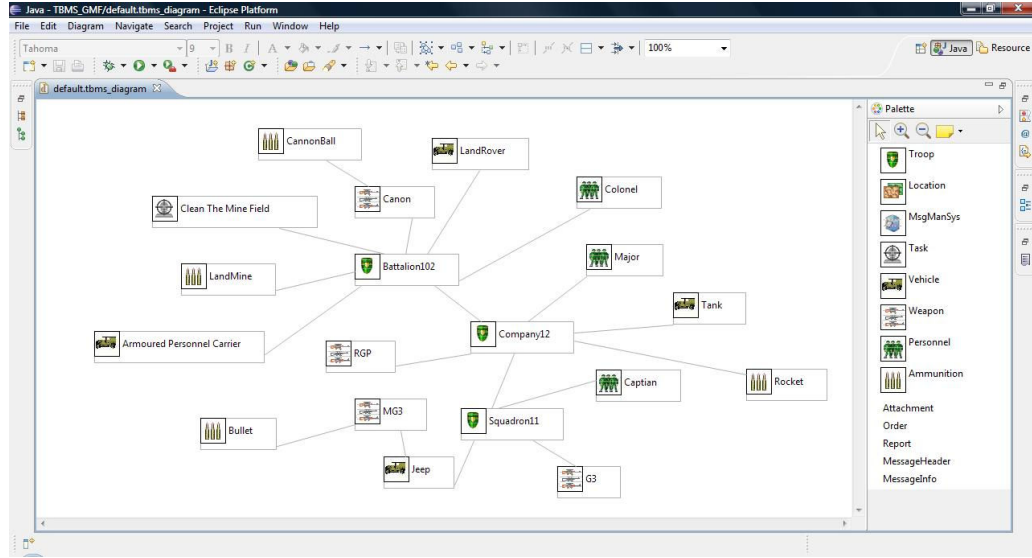 Java - TBMS_GMF/default.tbms_diagram - Eclipse Platform
File Edit Diagram Navigate Search Project Run Window Help
Tahoma 9 B I A 100% Java Resource
default.tbms_diagram
Palette
CannonBall
LandRover
Troop
Canon
Colonel
Location
Clean The Mine Field
MsgManSys
Task
Battalion102
Major
LandMine
Vehicle
Tank
Weapon
Armoured Personnel Carrier
Company12
RGP
Personnel
Captian
Rocket
Ammunition
MG3
Squadron11
Attachment
Bullet
Order
Report
Jeep
G3
MessageHeader
MessageInfo